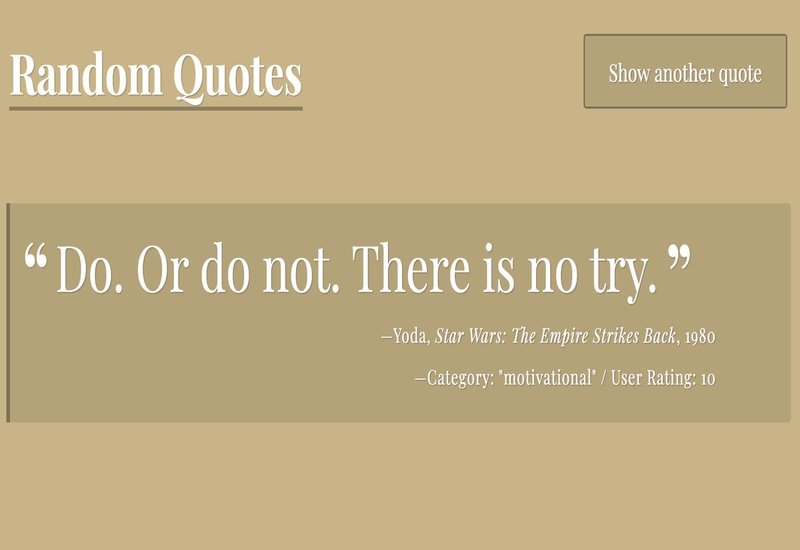 Random Quotes
Show another quote
“Do. Or do not. There is no try.”
—Yoda, Star Wars: The Empire Strikes Back, 1980
—Category: "motivational" / User Rating: 10